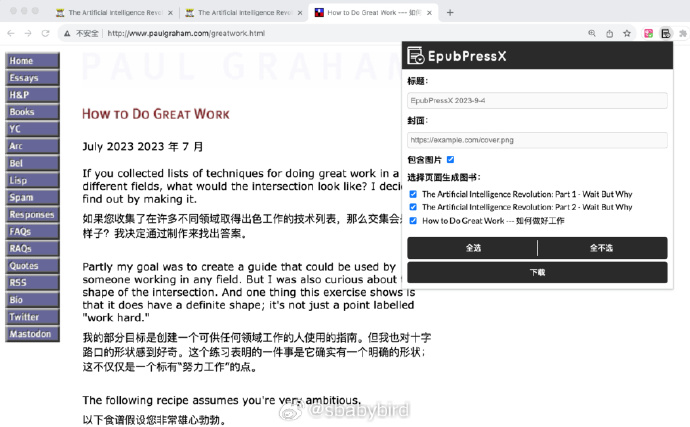 The Artificial Intelligence Revol
The Artificial Intelligence Revol
How to Do Great Work --- 如何
不安全
http://www.paulgraham.com/greatwork.html
PAUL GRAHAM
Home
Essays
H&P
Books
YC
Arc
Bel
Lisp
Spam
Responses
FAQs
RAQs
Quotes
RSS
Bio
Twitter
Mastodon
How to Do Great Work
July 2023 2023 年 7 月
If you collected lists of techniques for doing great work in a
different fields, what would the intersection look like? I decid
find out by making it.
如果您收集了在许多不同领域取得出色工作的技术列表，那么交集会是
样子？我决定通过制作来找出答案。
Partly my goal was to create a guide that could be used by
someone working in any field. But I was also curious about t
shape of the intersection. And one thing this exercise shows is
that it does have a definite shape; it's not just a point labelled
"work hard."
我的部分目标是创建一个可供任何领域工作的人使用的指南。但我也对十字
路口的形状感到好奇。这个练习表明的一件事是它确实有一个明确的形状；
这不仅仅是一个标有“努力工作”的点。
The following recipe assumes you're very ambitious.
以下食谱假设您非常雄心勃勃。
EpubPressX
标题：
EpubPressX 2023-9-4
封面：
https://example.com/cover.png
包含图片
选择页面生成图书：
The Artificial Intelligence Revolution: Part 1 - Wait But Why
The Artificial Intelligence Revolution: Part 2 - Wait But Why
How to Do Great Work --- 如何做好工作
全选
全不选
下载
@sbabybird